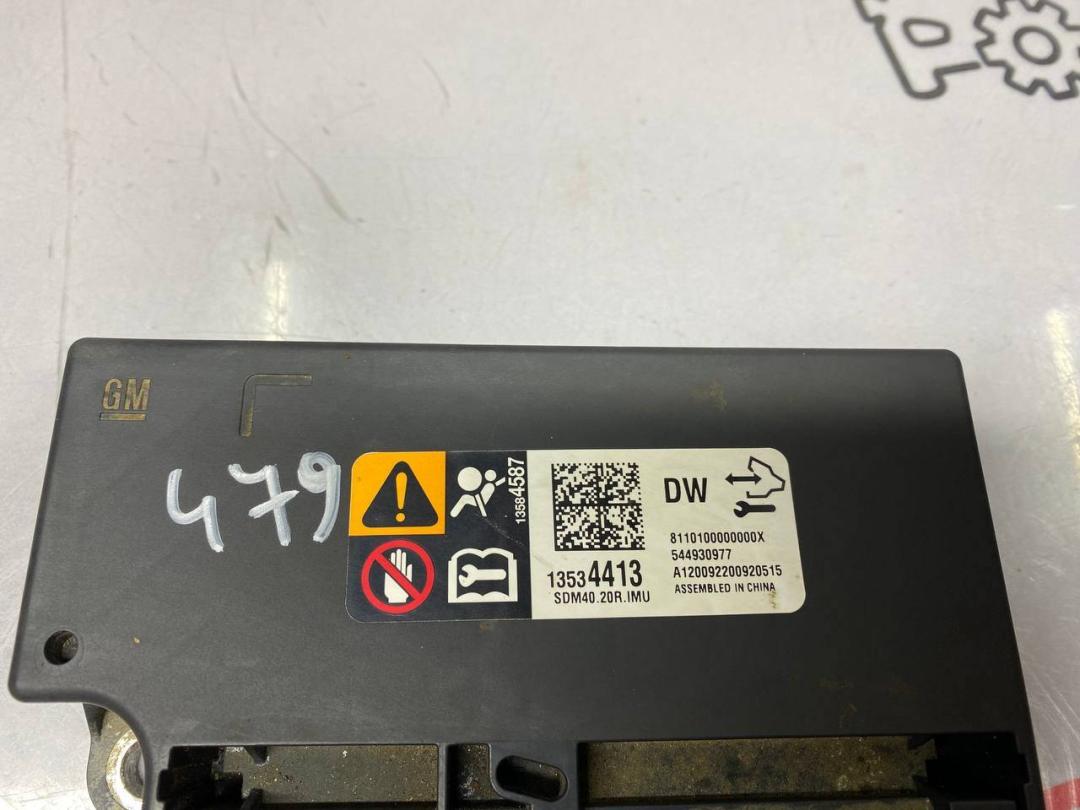 GM
479
13584587
DW
8110100000000X
544930977
13534413
A120092200920515
SDM40.20R.IMU
ASSEMBLED IN CHINA